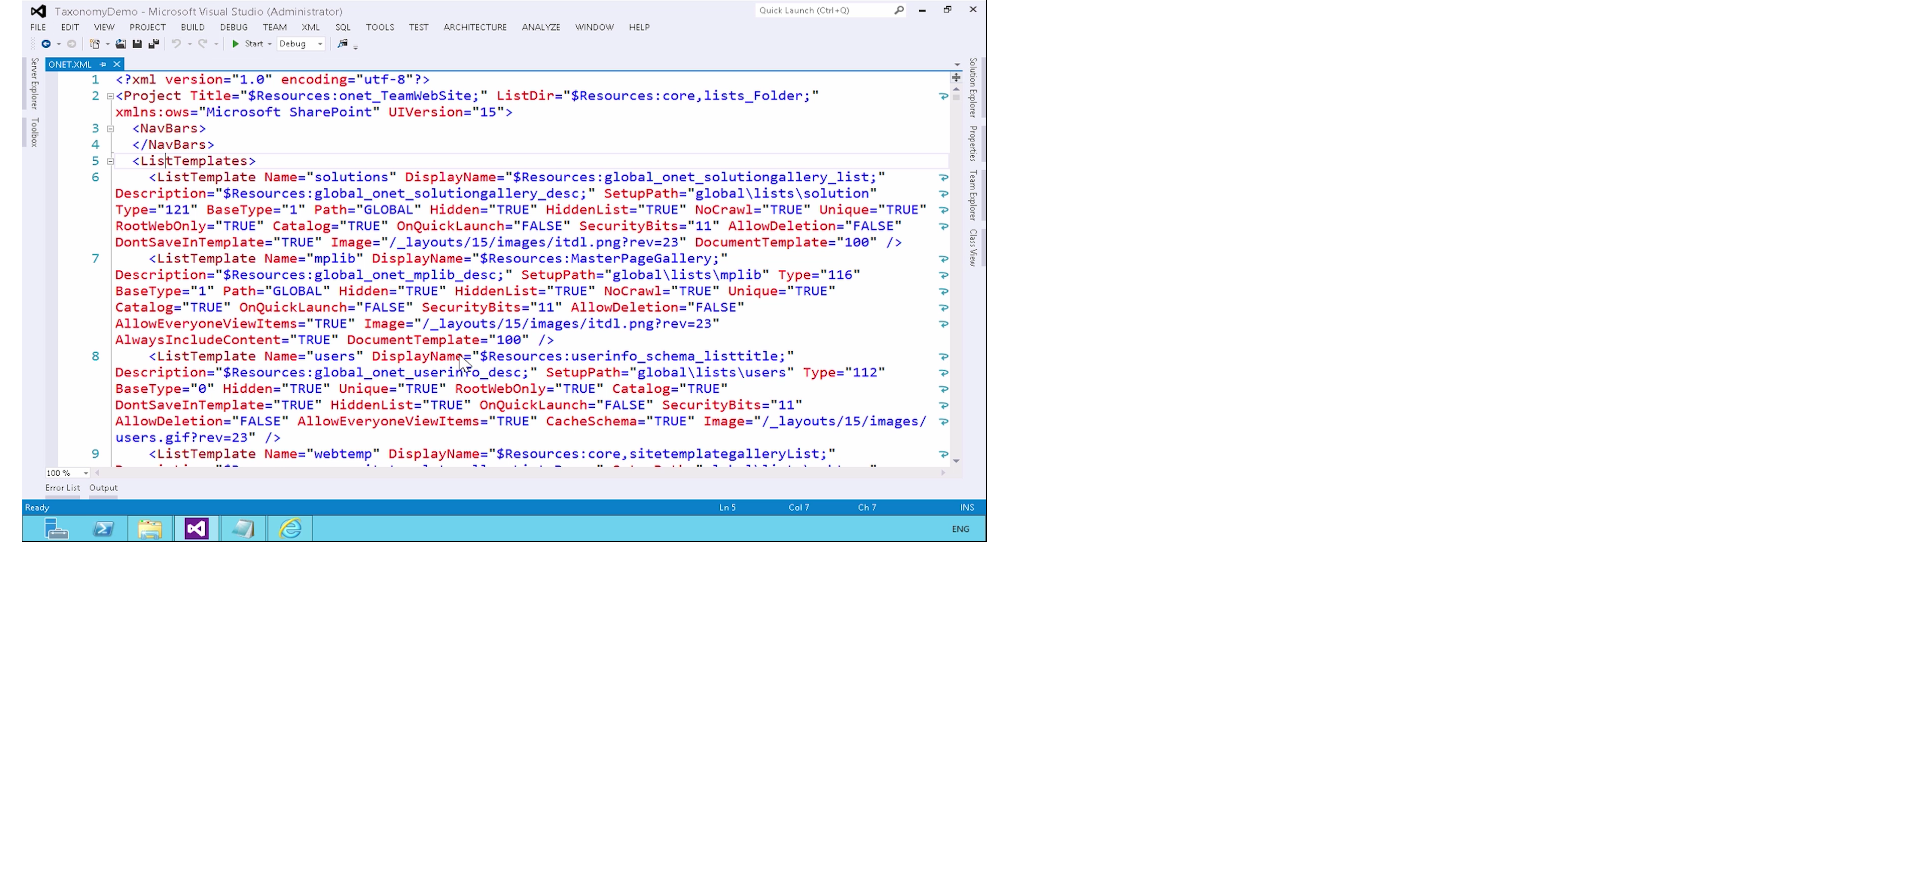 TaxonomyDemo - Microsoft Visual Studio (Administrator)
Quick Launch (Ctrl+Q)
FILE EDIT VIEW PROJECT BUILD DEBUG TEAM XML SQL TOOLS TEST ARCHITECTURE ANALYZE WINDOW HELP
Start Debug
ONET.XML
Server Explorer
Toolbox
Solution Explorer
Properties
Team Explorer
Class View
1 <?xml version="1.0" encoding="utf-8"?>
2 <Project Title="$Resources:onet_TeamWebSite;" ListDir="$Resources:core,lists_Folder;"
xmlns:ows="Microsoft SharePoint" UIVersion="15">
3 <NavBars>
4 </NavBars>
5 <ListTemplates>
6 <ListTemplate Name="solutions" DisplayName="$Resources:global_onet_solutiongallery_list;"
Description="$Resources:global_onet_solutiongallery_desc;" SetupPath="global\lists\solution"
Type="121" BaseType="1" Path="GLOBAL" Hidden="TRUE" HiddenList="TRUE" NoCrawl="TRUE" Unique="TRUE"
RootWebOnly="TRUE" Catalog="TRUE" OnQuickLaunch="FALSE" SecurityBits="11" AllowDeletion="FALSE"
DontSaveInTemplate="TRUE" Image="/_layouts/15/images/itdl.png?rev=23" DocumentTemplate="100" />
7 <ListTemplate Name="mplib" DisplayName="$Resources:MasterPageGallery;"
Description="$Resources:global_onet_mplib_desc;" SetupPath="global\lists\mplib" Type="116"
BaseType="1" Path="GLOBAL" Hidden="TRUE" HiddenList="TRUE" NoCrawl="TRUE" Unique="TRUE"
Catalog="TRUE" OnQuickLaunch="FALSE" SecurityBits="11" AllowDeletion="FALSE"
AllowEveryoneViewItems="TRUE" Image="/_layouts/15/images/itdl.png?rev=23"
AlwaysIncludeContent="TRUE" DocumentTemplate="100" />
8 <ListTemplate Name="users" DisplayName="$Resources:userinfo_schema_listtitle;"
Description="$Resources:global_onet_userinfo_desc;" SetupPath="global\lists\users" Type="112"
BaseType="0" Hidden="TRUE" Unique="TRUE" RootWebOnly="TRUE" Catalog="TRUE"
DontSaveInTemplate="TRUE" HiddenList="TRUE" OnQuickLaunch="FALSE" SecurityBits="11"
AllowDeletion="FALSE" AllowEveryoneViewItems="TRUE" CacheSchema="TRUE" Image="/_layouts/15/images/
users.gif?rev=23" />
9 <ListTemplate Name="webtemp" DisplayName="$Resources:core,sitetemplategalleryList;"
100 %
Error List Output
Ready Ln 5 Col 7 Ch 7 INS
ENG